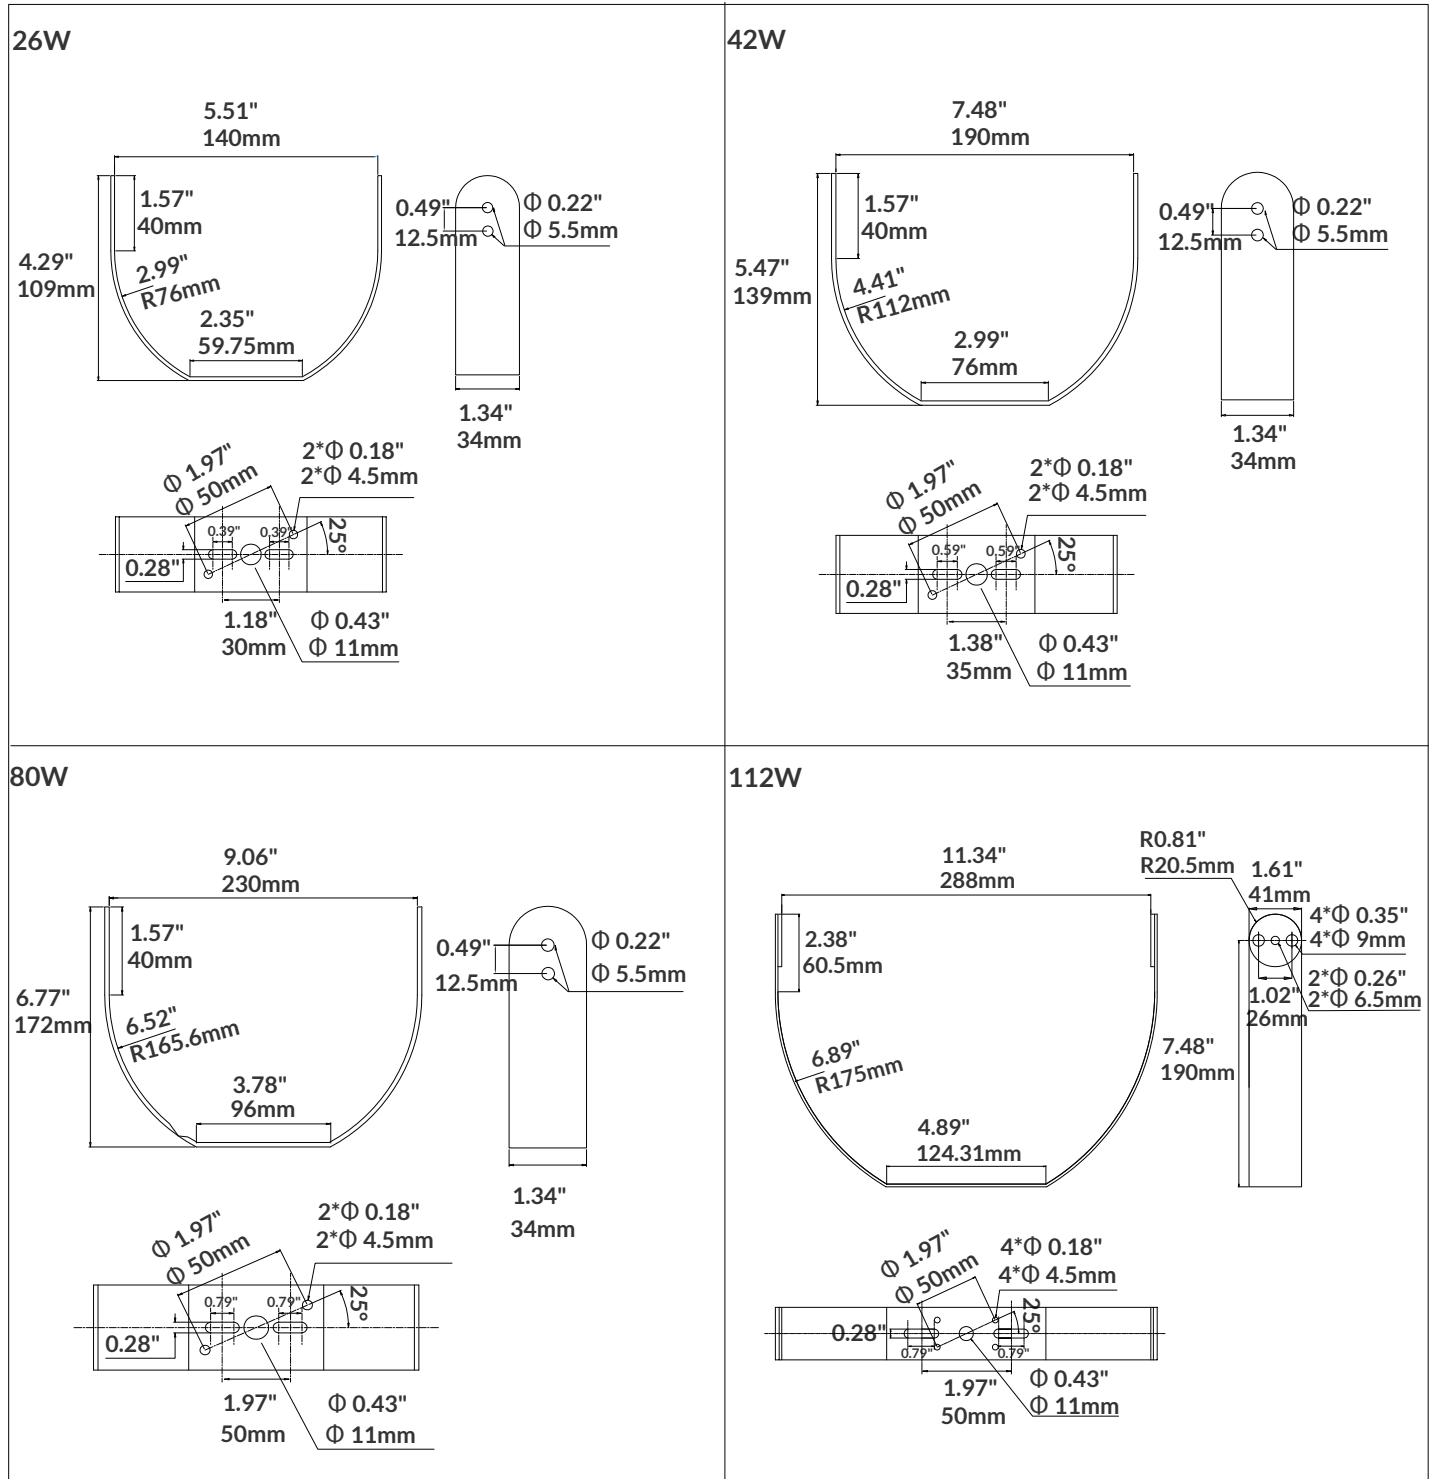 26W
5.51"
140mm
1.57"
40mm
4.29"
109mm
2.99"
R76mm
2.35"
59.75mm
0.49"
12.5mm
Φ 0.22"
Φ 5.5mm
1.34"
34mm
Φ 1.97"
Φ 50mm
2*Φ 0.18"
2*Φ 4.5mm
0.39"
0.39"
25°
0.28"
1.18"
30mm
Φ 0.43"
Φ 11mm
42W
7.48"
190mm
1.57"
40mm
5.47"
139mm
4.41"
R112mm
2.99"
76mm
0.49"
12.5mm
Φ 0.22"
Φ 5.5mm
1.34"
34mm
Φ 1.97"
Φ 50mm
2*Φ 0.18"
2*Φ 4.5mm
0.59"
0.59"
25°
0.28"
1.38"
35mm
Φ 0.43"
Φ 11mm
80W
9.06"
230mm
1.57"
40mm
6.77"
172mm
6.52"
R165.6mm
3.78"
96mm
0.49"
12.5mm
Φ 0.22"
Φ 5.5mm
1.34"
34mm
Φ 1.97"
Φ 50mm
2*Φ 0.18"
2*Φ 4.5mm
0.79"
0.79"
25°
0.28"
1.97"
50mm
Φ 0.43"
Φ 11mm
112W
11.34"
288mm
2.38"
60.5mm
6.89"
R175mm
4.89"
124.31mm
R0.81"
R20.5mm
1.61"
41mm
4*Φ 0.35"
4*Φ 9mm
2*Φ 0.26"
2*Φ 6.5mm
1.02"
26mm
7.48"
190mm
Φ 1.97"
Φ 50mm
4*Φ 0.18"
4*Φ 4.5mm
25°
0.28"
0.79"
0.79"
1.97"
50mm
Φ 0.43"
Φ 11mm